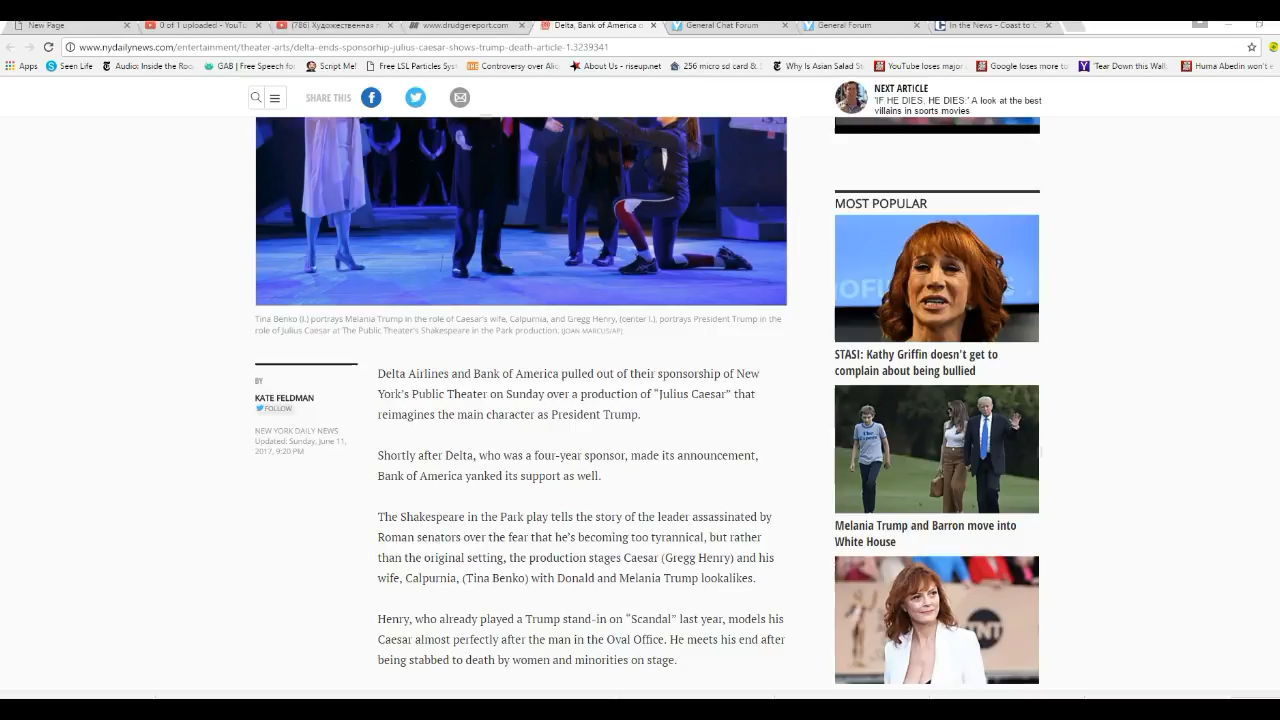 New Page
0 of 1 uploaded - YouTu
(786) Художественная г
www.drudgereport.com
Delta, Bank of America o
General Chat Forum
General Forum
In the News - Coast to C
www.nydailynews.com/entertainment/theater-arts/delta-ends-sponsorhip-julius-caesar-shows-trump-death-article-1.3239341
Apps
Seen Life
Audio: Inside the Roo
GAB | Free Speech fo
Script Me!
Free LSL Particles Sys
Controversy over Alic
About Us - riseup.net
256 micro sd card &
Why Is Asian Salad St
YouTube loses major
Google loses more to
'Tear Down this Wall
Huma Abedin won't e
SHARE THIS
NEXT ARTICLE
'IF HE DIES, HE DIES:' A look at the best
villains in sports movies
Tina Benko (l.) portrays Melania Trump in the role of Caesar's wife, Calpurnia, and Gregg Henry, (center l.), portrays President Trump in the
role of Julius Caesar at The Public Theater's Shakespeare in the Park production. (JOAN MARCUS/AP)
BY
KATE FELDMAN
FOLLOW
NEW YORK DAILY NEWS
Updated: Sunday, June 11,
2017, 9:20 PM
Delta Airlines and Bank of America pulled out of their sponsorship of New
York's Public Theater on Sunday over a production of “Julius Caesar” that
reimagines the main character as President Trump.
Shortly after Delta, who was a four-year sponsor, made its announcement,
Bank of America yanked its support as well.
The Shakespeare in the Park play tells the story of the leader assassinated by
Roman senators over the fear that he's becoming too tyrannical, but rather
than the original setting, the production stages Caesar (Gregg Henry) and his
wife, Calpurnia, (Tina Benko) with Donald and Melania Trump lookalikes.
Henry, who already played a Trump stand-in on “Scandal” last year, models his
Caesar almost perfectly after the man in the Oval Office. He meets his end after
being stabbed to death by women and minorities on stage.
MOST POPULAR
STASI: Kathy Griffin doesn't get to
complain about being bullied
Melania Trump and Barron move into
White House
TNT